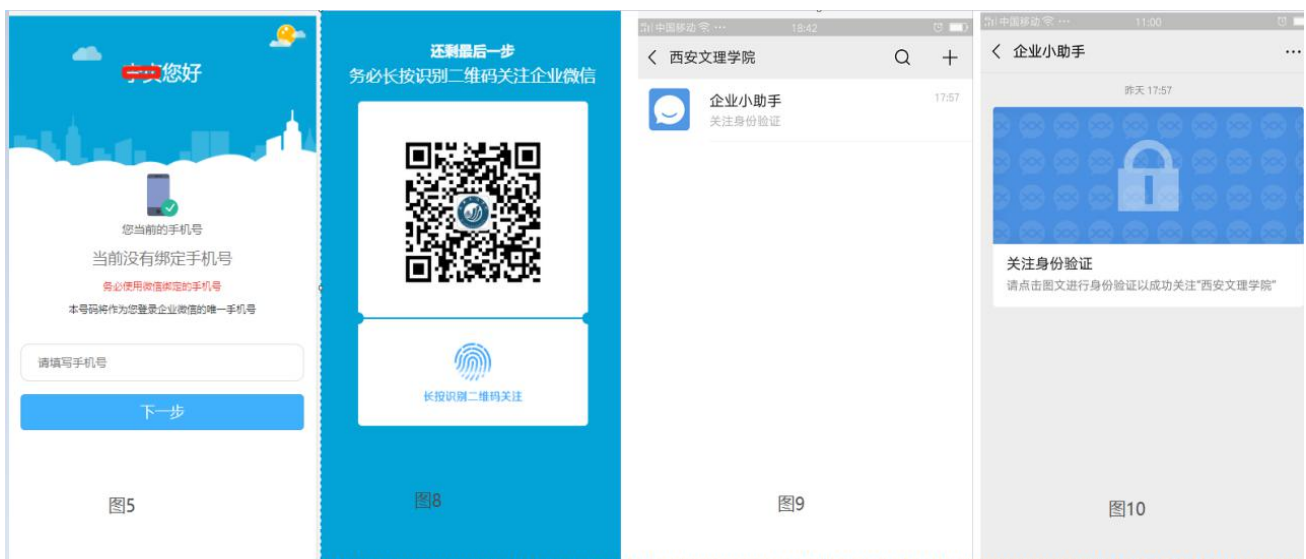 您好
您当前的手机号
当前没有绑定手机号
务必使用微信绑定的手机号
本号码将作为您登录企业微信的唯一手机号
请填写手机号
下一步
图5
还剩最后一步
务必长按识别二维码关注企业微信
长按识别二维码关注
图8
中国移动 18:42
西安文理学院
企业小助手 17:57
关注身份验证
图9
中国移动 11:00
企业小助手
昨天 17:57
关注身份验证
请点击图文进行身份验证以成功关注“西安文理学院”
图10